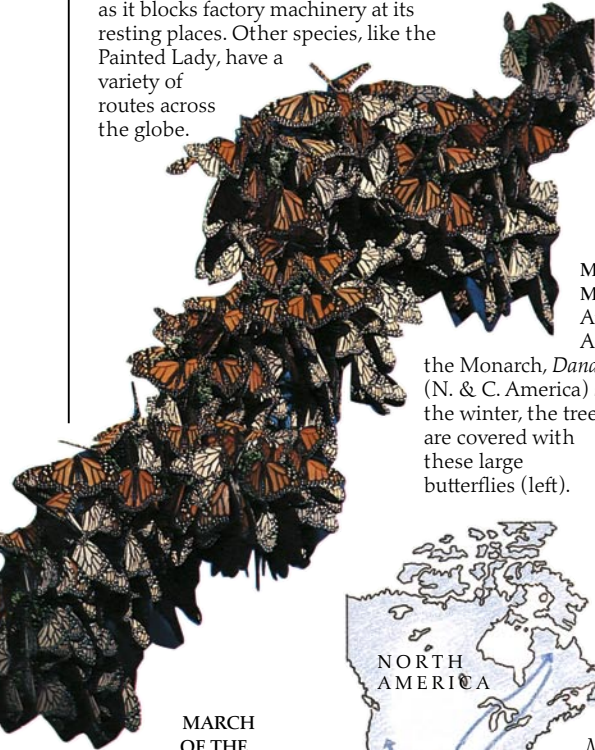 as it blocks factory machinery at its
resting places. Other species, like the
Painted Lady, have a
variety of
routes across
the globe.
the Monarch,
(N. & C. America)
the winter, the
are covered with
these large
butterflies (left).
NORTH
AMERICA
MARCH
OF THE